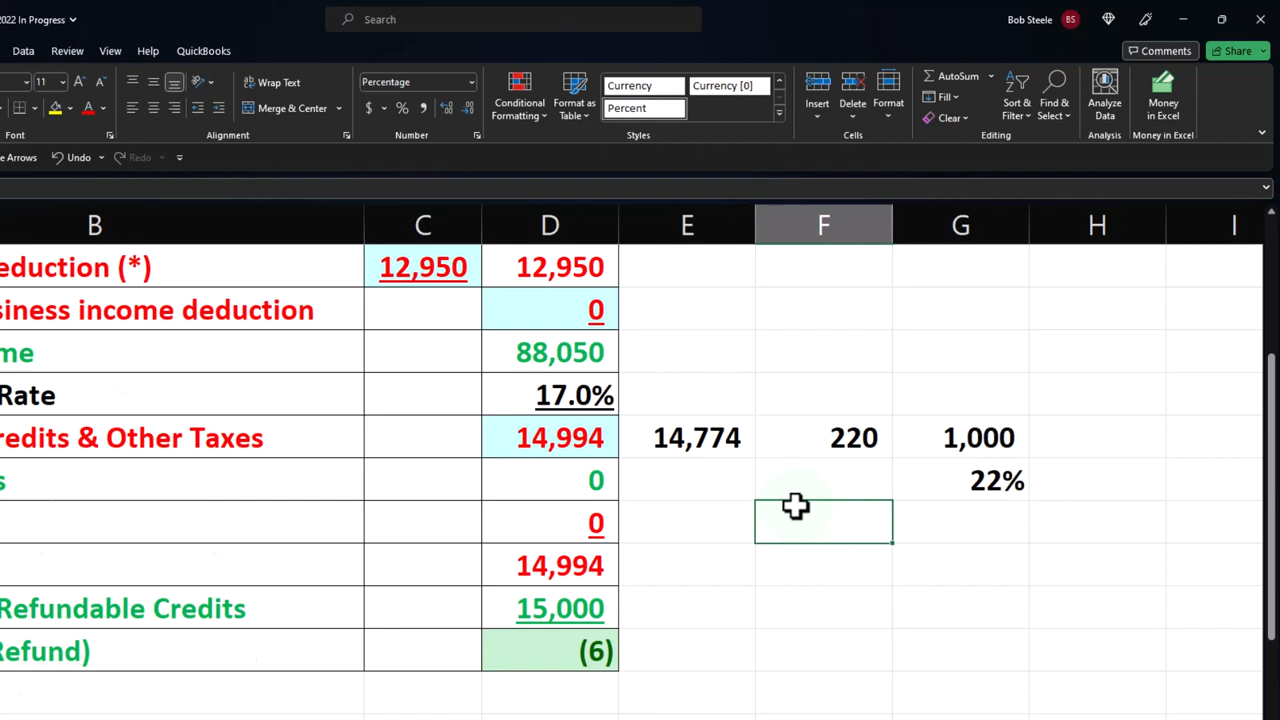 2022 In Progress
Search
Bob Steele
BS
Data Review View Help QuickBooks
Comments
Share
11
Wrap Text
Percentage
Merge & Center
$ %
Conditional Formatting
Format as Table
Currency
Currency [0]
Percent
Insert
Delete
Format
AutoSum
Fill
Clear
Sort & Filter
Find & Select
Analyze Data
Money in Excel
Font
Alignment
Number
Styles
Cells
Editing
Analysis
Money in Excel
e Arrows
Undo
Redo
B C D E F G H I
eduction (*) 12,950 12,950
siness income deduction 0
me 88,050
Rate 17.0%
redits & Other Taxes 14,994 14,774 220 1,000
s 0 22%
0
14,994
Refundable Credits 15,000
Refund) (6)